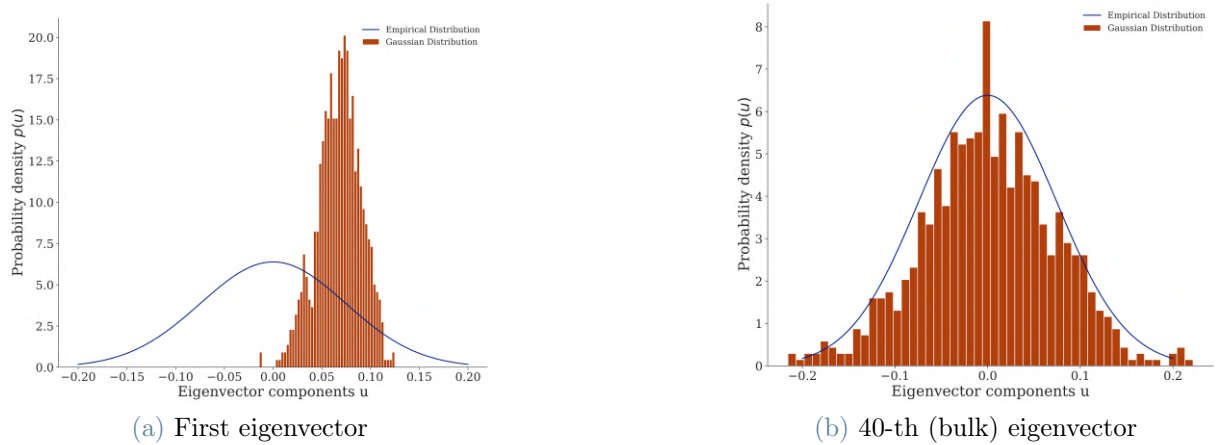 Empirical Distribution
Gaussian Distribution
Probability density p(u)
20.0
17.5
15.0
12.5
10.0
7.5
5.0
2.5
0.0
−0.20 −0.15 −0.10 −0.05 0.00 0.05 0.10 0.15 0.20
Eigenvector components u
(a) First eigenvector
Empirical Distribution
Gaussian Distribution
Probability density p(u)
8
7
6
5
4
3
2
1
0
−0.2 −0.1 0.0 0.1 0.2
Eigenvector components u
(b) 40-th (bulk) eigenvector